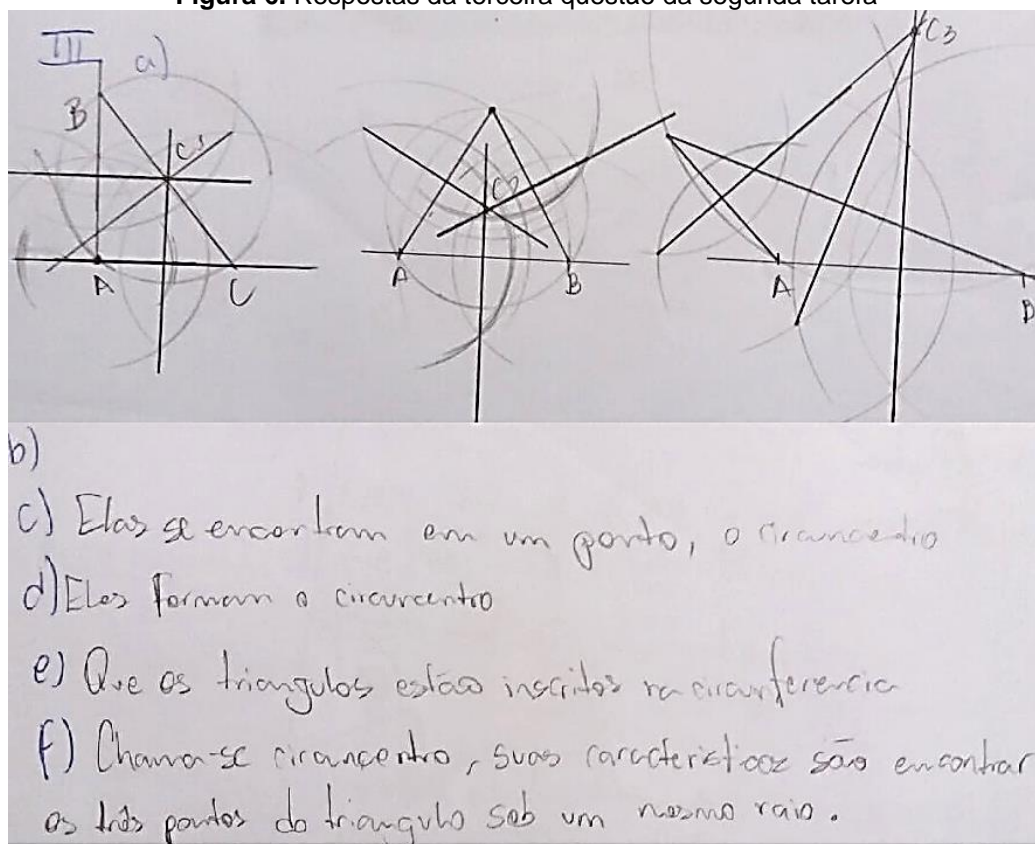 Figura 6. Respostas da terceira questão da segunda tarefa
III a)
B C1 A C
C2 A B
C3 A B
b)
c) Elas se encontram em um ponto, o circuncentro
d) Elas formam o circurcentro
e) Que os triangulos estão inscritos na circunferencia
f) Chama-se circuncentro, suas caracteristicas são encontrar
os três pontos do triangulo sob um mesmo raio.